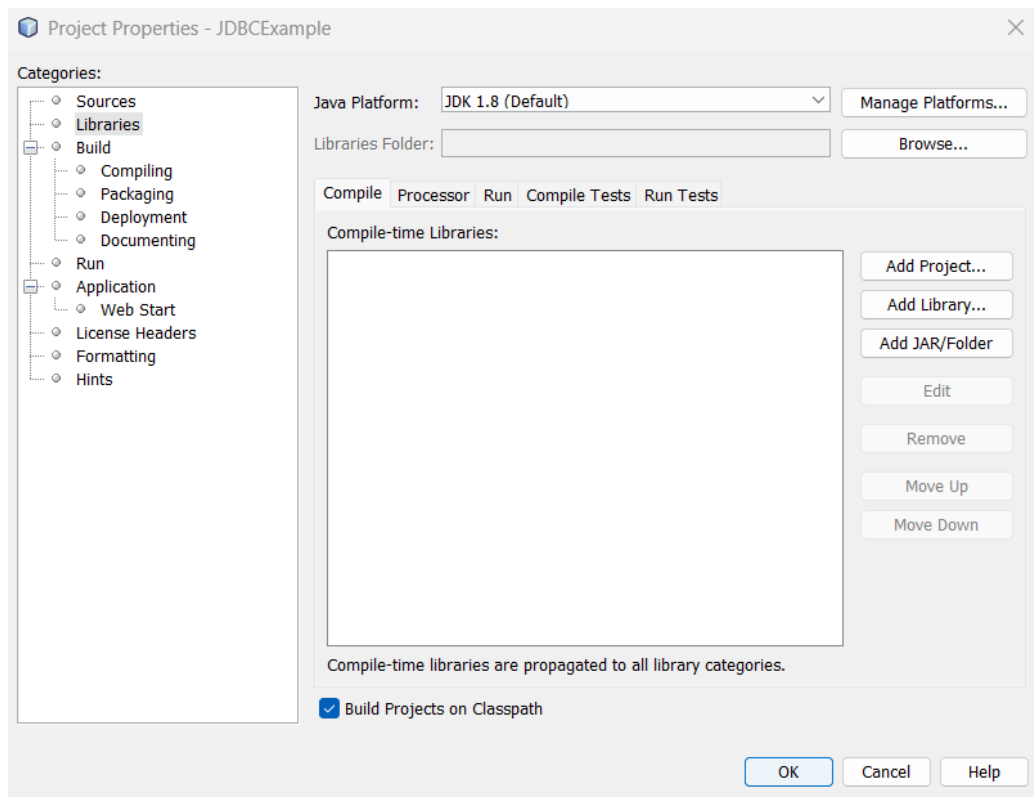 Project Properties - JDBCExample
Categories:
Sources
Libraries
Build
Compiling
Packaging
Deployment
Documenting
Run
Application
Web Start
License Headers
Formatting
Hints
Java Platform: JDK 1.8 (Default) Manage Platforms...
Libraries Folder: Browse...
Compile Processor Run Compile Tests Run Tests
Compile-time Libraries:
Add Project...
Add Library...
Add JAR/Folder
Edit
Remove
Move Up
Move Down
Compile-time libraries are propagated to all library categories.
Build Projects on Classpath
OK Cancel Help